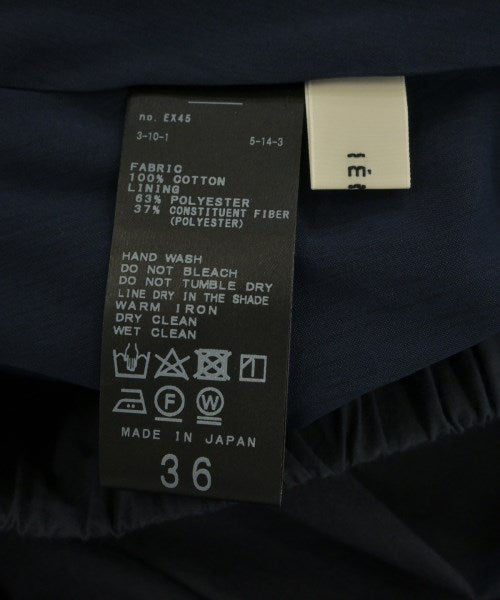 no. EX45
3-10-1 5-14-3
FABRIC
100% COTTON
LINING
63% POLYESTER
37% CONSTITUENT FIBER
(POLYESTER)
HAND WASH
DO NOT BLEACH
DO NOT TUMBLE DRY
LINE DRY IN THE SHADE
WARM IRON
DRY CLEAN
WET CLEAN
F W
MADE IN JAPAN
36